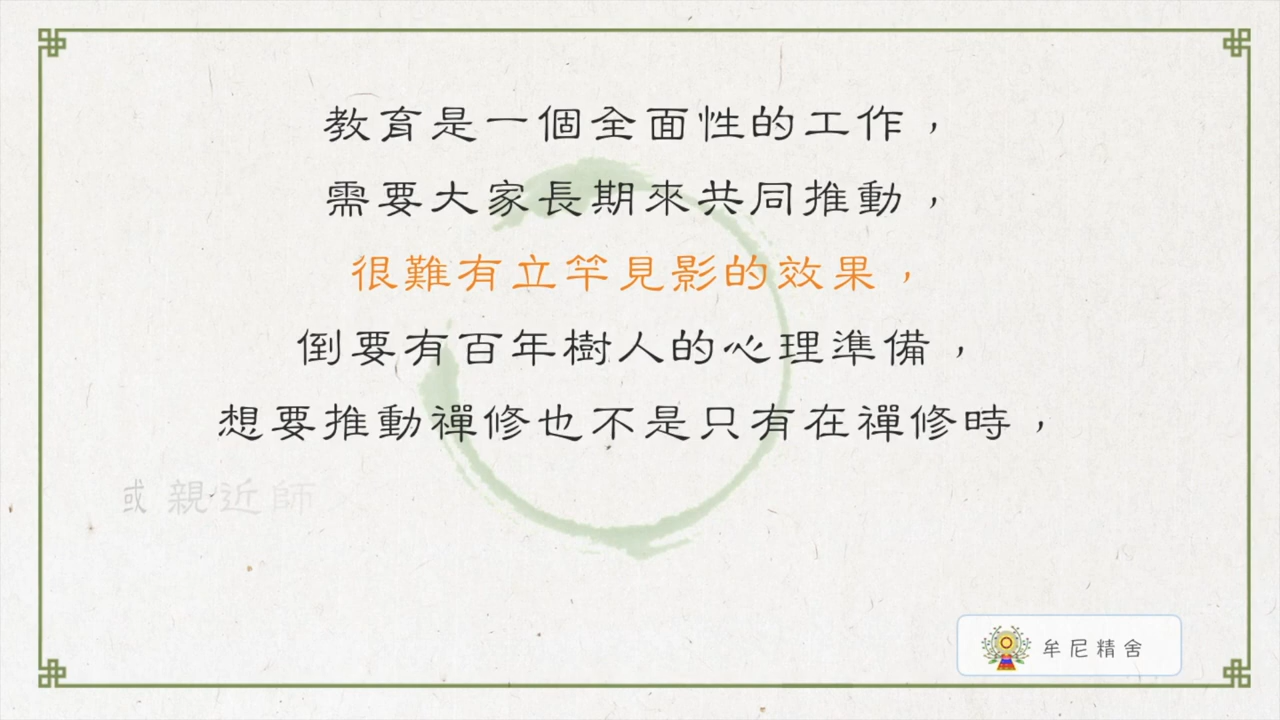 教育是一個全面性的工作，
需要大家長期來共同推動，
很難有立竿見影的效果，
倒要有百年樹人的心理準備，
想要推動禪修也不是只有在禪修時，
或親近師
牟尼精舍